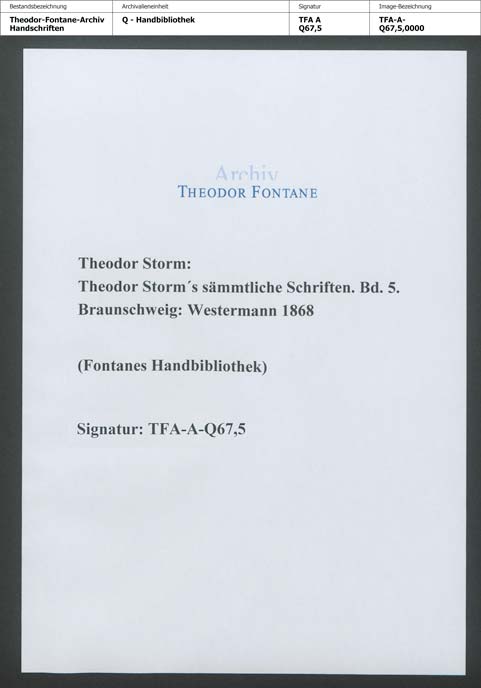 Bestandsbezeichnung
Archivalieneinheit
Signatur
Image-Bezeichnung
Theodor-Fontane-Archiv
Handschriften
Q - Handbibliothek
TFA A
Q67,5
TFA-A-
Q67,5,0000
Archiv
THEODOR FONTANE
Theodor Storm:
Theodor Storm´s sämmtliche Schriften. Bd. 5.
Braunschweig: Westermann 1868
(Fontanes Handbibliothek)
Signatur: TFA-A-Q67,5